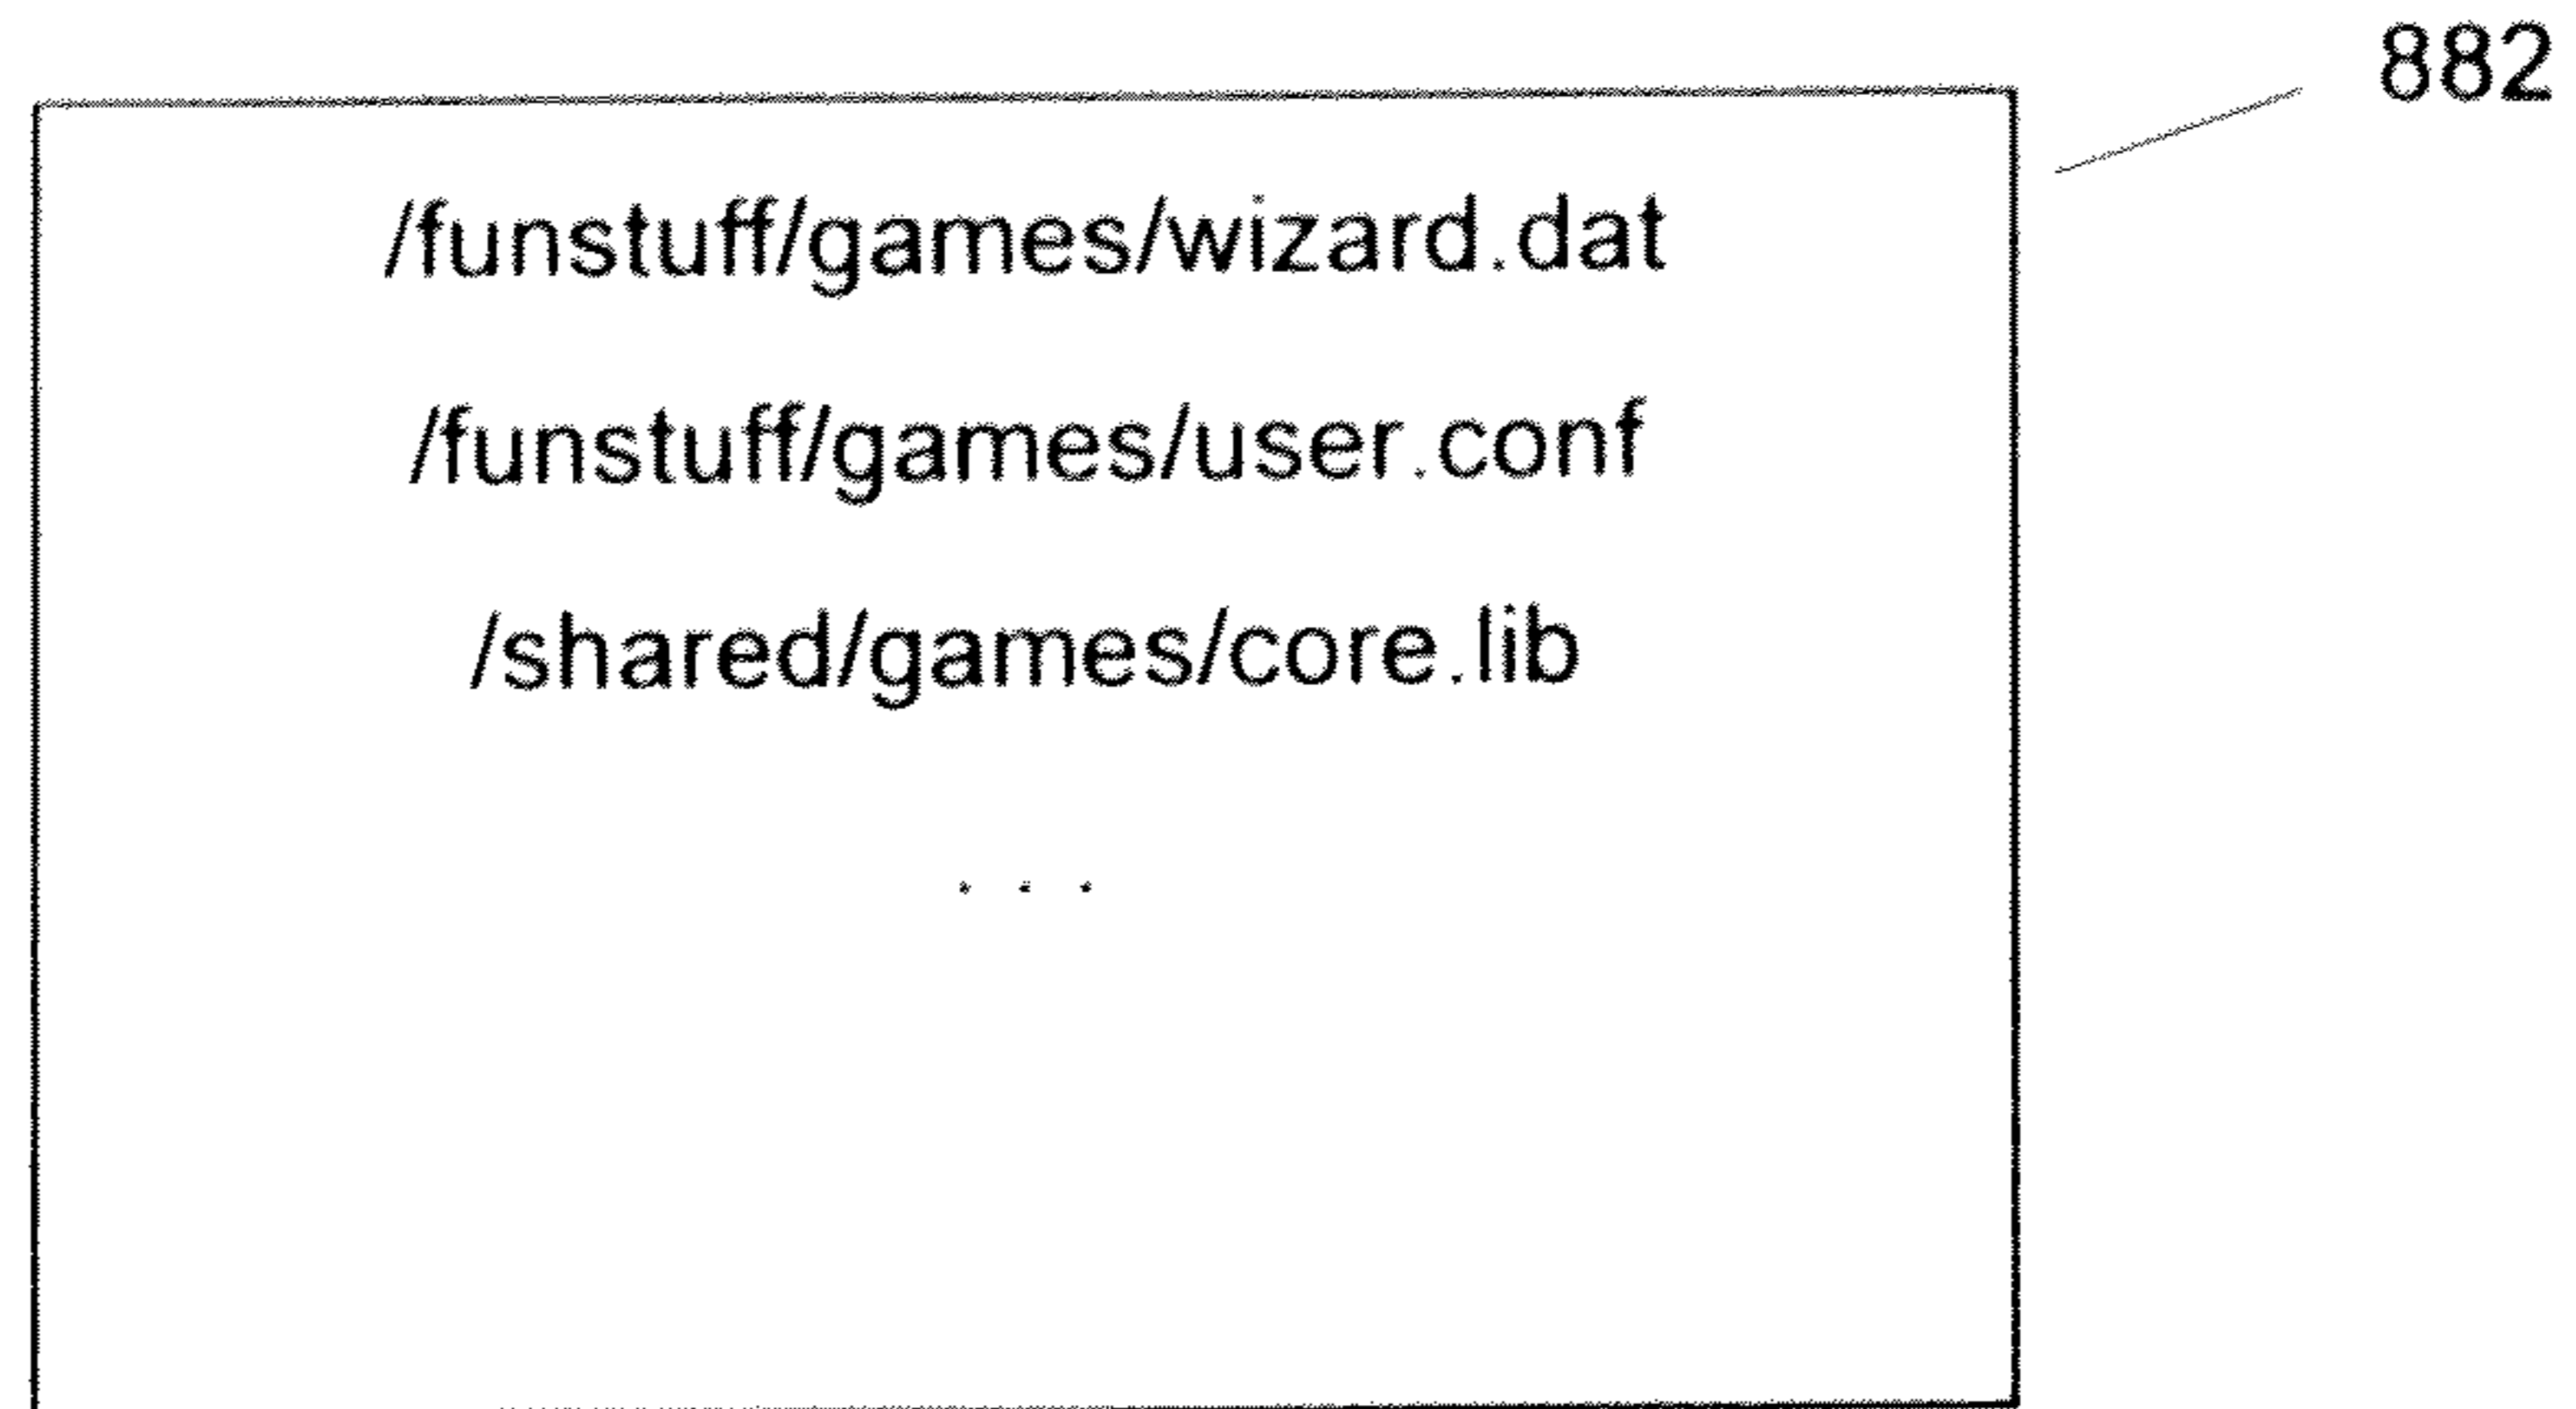 882
/funstuff/games/wizard.dat
/funstuff/games/user.conf
/shared/games/core.lib
. . .